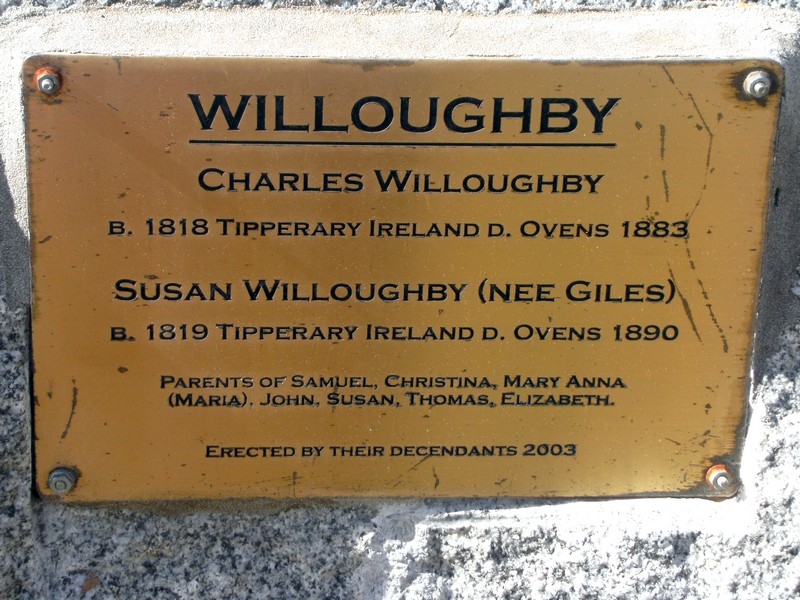 WILLOUGHBY
CHARLES WILLOUGHBY
B. 1818 TIPPERARY IRELAND D. OVENS 1883
SUSAN WILLOUGHBY (NEE GILES)
B. 1819 TIPPERARY IRELAND D. OVENS 1890
PARENTS OF SAMUEL, CHRISTINA, MARY ANNA
(MARIA), JOHN, SUSAN, THOMAS, ELIZABETH.
ERECTED BY THEIR DECENDANTS 2003